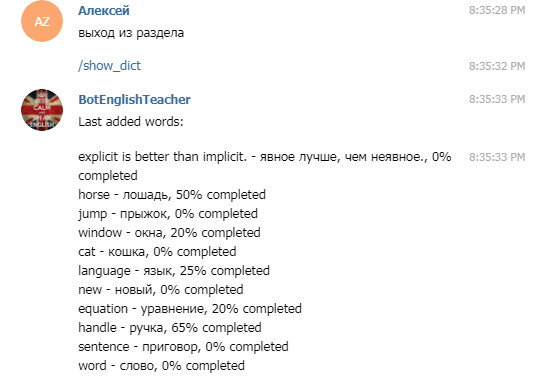 AZ
Алексей
8:35:28 PM
выход из раздела
/show_dict
8:35:32 PM
BotEnglishTeacher
8:35:33 PM
Last added words:
explicit is better than implicit. - явное лучше, чем неявное., 0%
8:35:33 PM
completed
horse - лошадь, 50% completed
jump - прыжок, 0% completed
window - окна, 20% completed
cat - кошка, 0% completed
language - язык, 25% completed
new - новый, 0% completed
equation - уравнение, 20% completed
handle - ручка, 65% completed
sentence - приговор, 0% completed
word - слово, 0% completed